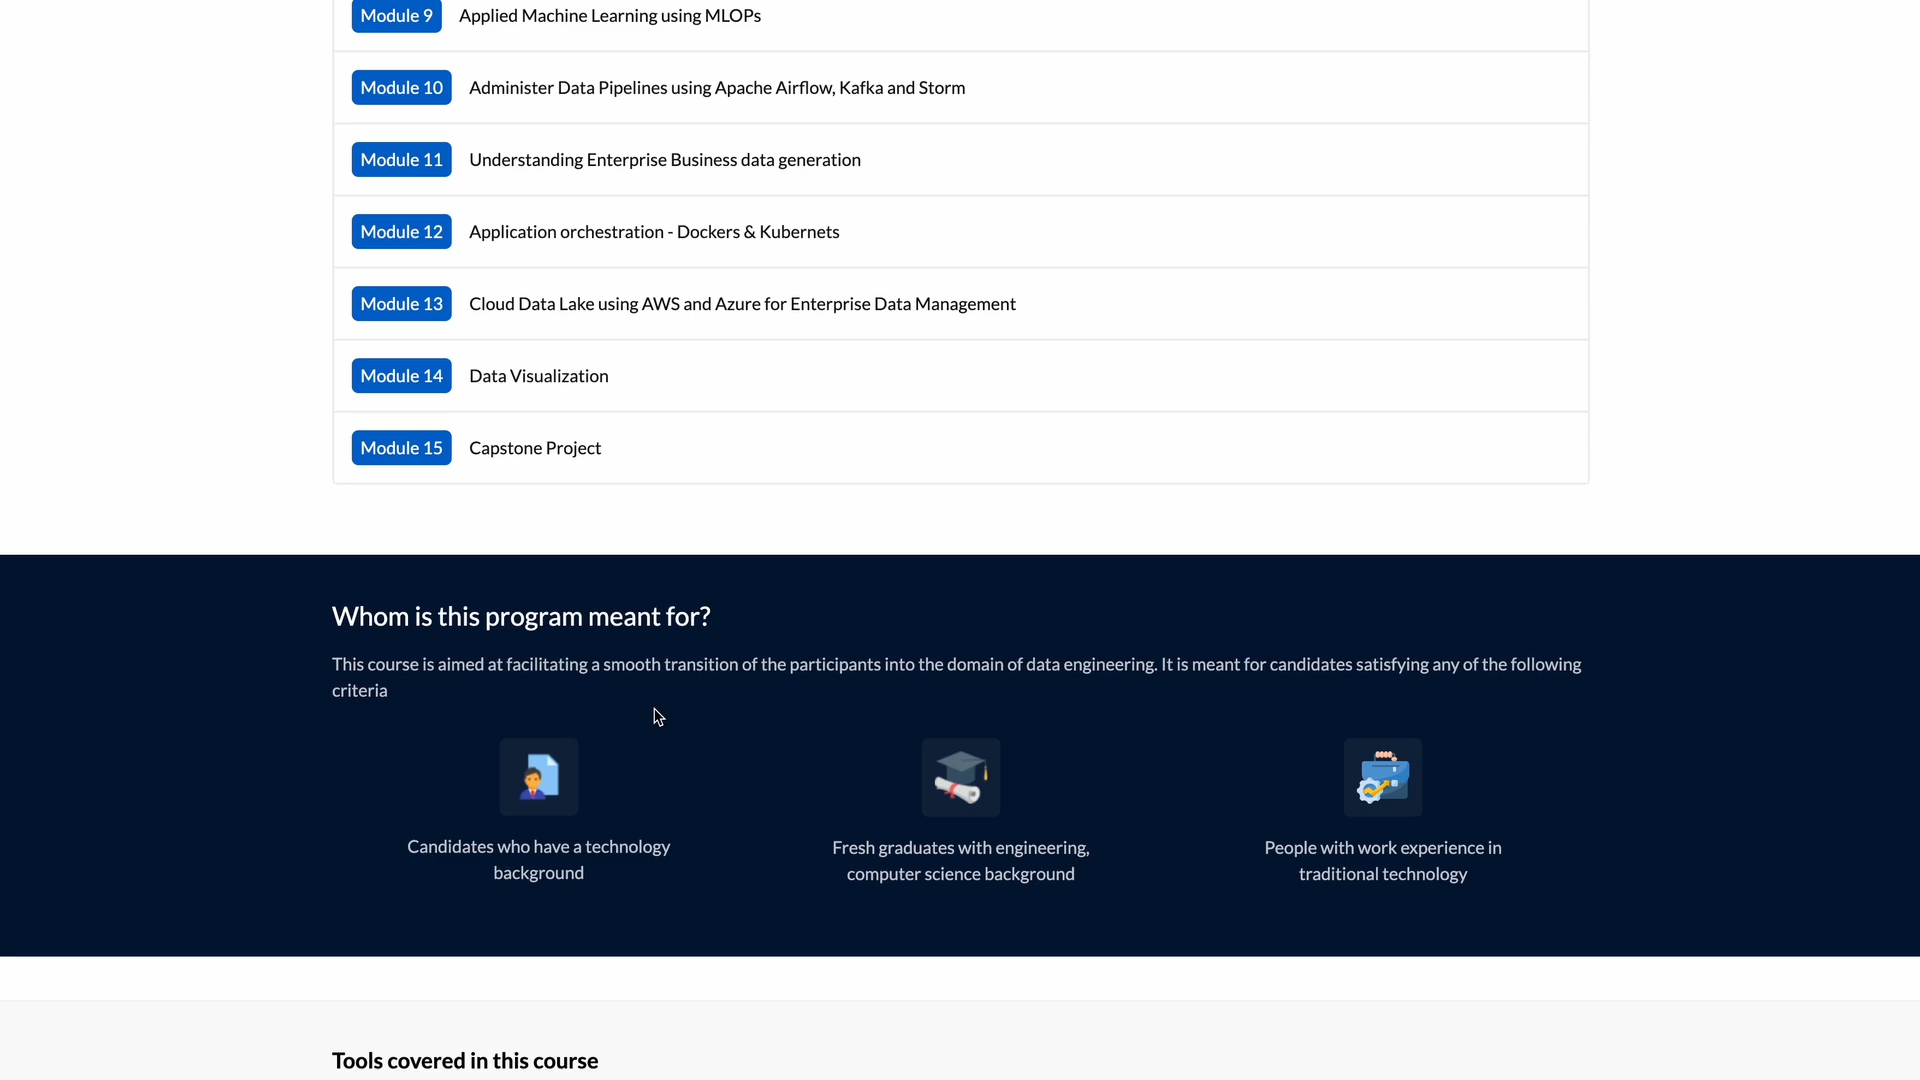 Module 9 Applied Machine Learning using MLOPs
Module 10 Administer Data Pipelines using Apache Airflow, Kafka and Storm
Module 11 Understanding Enterprise Business data generation
Module 12 Application orchestration - Dockers & Kubernets
Module 13 Cloud Data Lake using AWS and Azure for Enterprise Data Management
Module 14 Data Visualization
Module 15 Capstone Project
Whom is this program meant for?
This course is aimed at facilitating a smooth transition of the participants into the domain of data engineering. It is meant for candidates satisfying any of the following
criteria
Candidates who have a technology
background
Fresh graduates with engineering,
computer science background
People with work experience in
traditional technology
Tools covered in this course